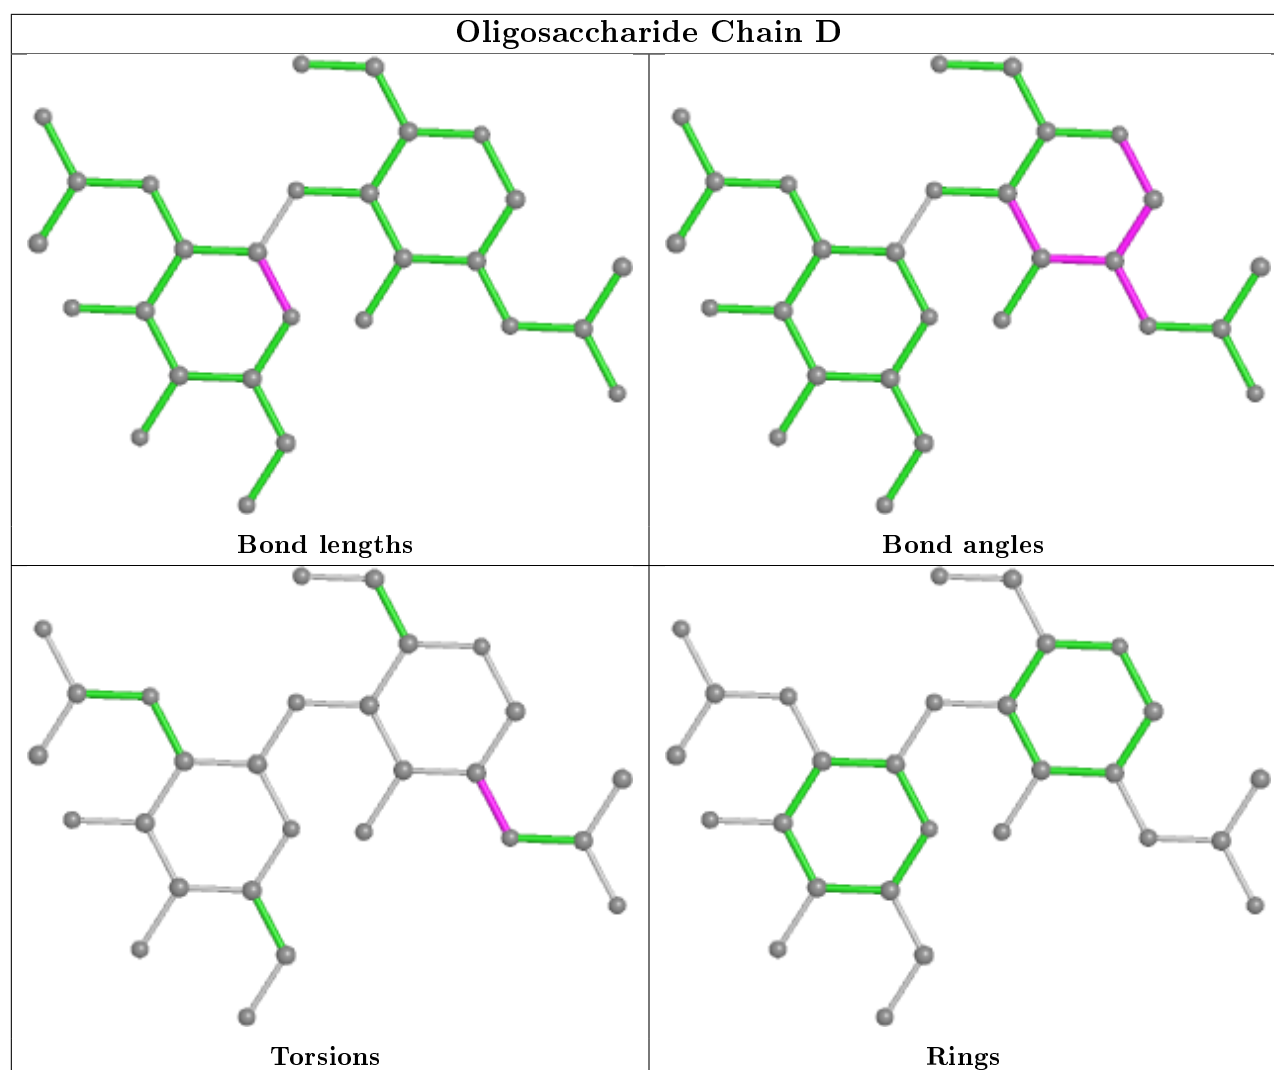 Oligosaccharide Chain D
Bond lengths
Bond angles
Torsions
Rings